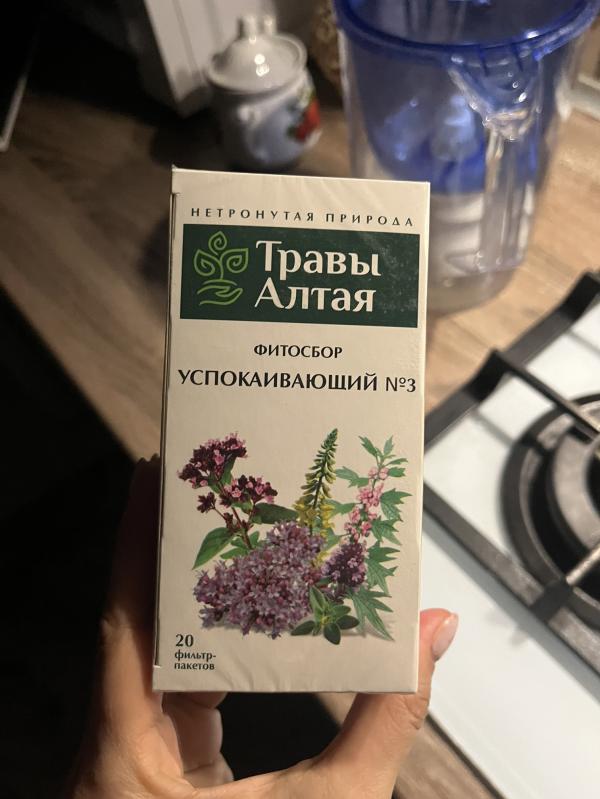 НЕТРОНУТАЯ ПРИРОДА
Травы
Алтая
ФИТОСБОР
УСПОКАИВАЮЩИЙ №3
20
фильтр-
пакетов